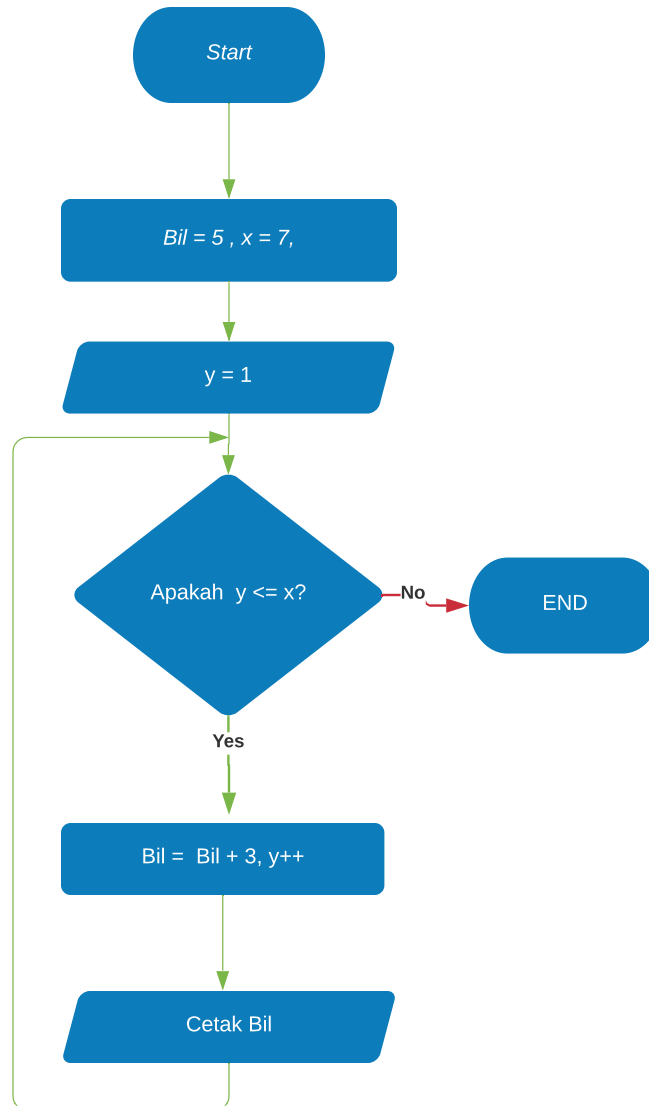 Start
Bil = 5 , x = 7,
y = 1
Apakah  y <= x?
No
END
Yes
Bil =  Bil + 3, y++
Cetak Bil